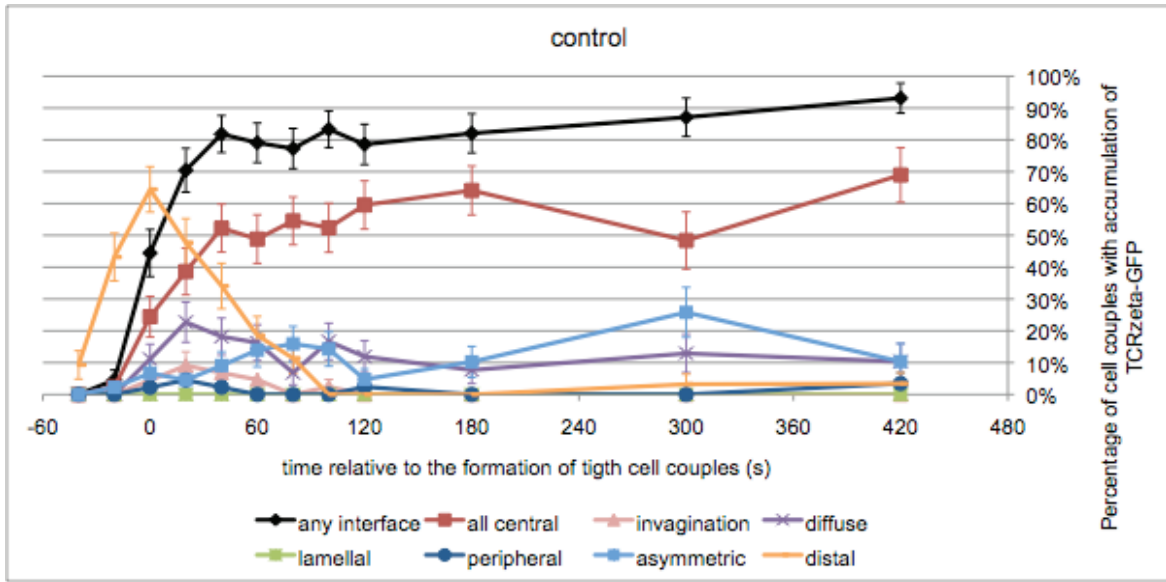 control
100%
90%
80%
70%
60%
50%
40%
30%
20%
10%
0%
Percentage of cell couples with accumulation of
TCRzeta-GFP
-60 0 60 120 180 240 300 360 420 480
time relative to the formation of tigth cell couples (s)
any interface all central invagination diffuse
lamellal peripheral asymmetric distal